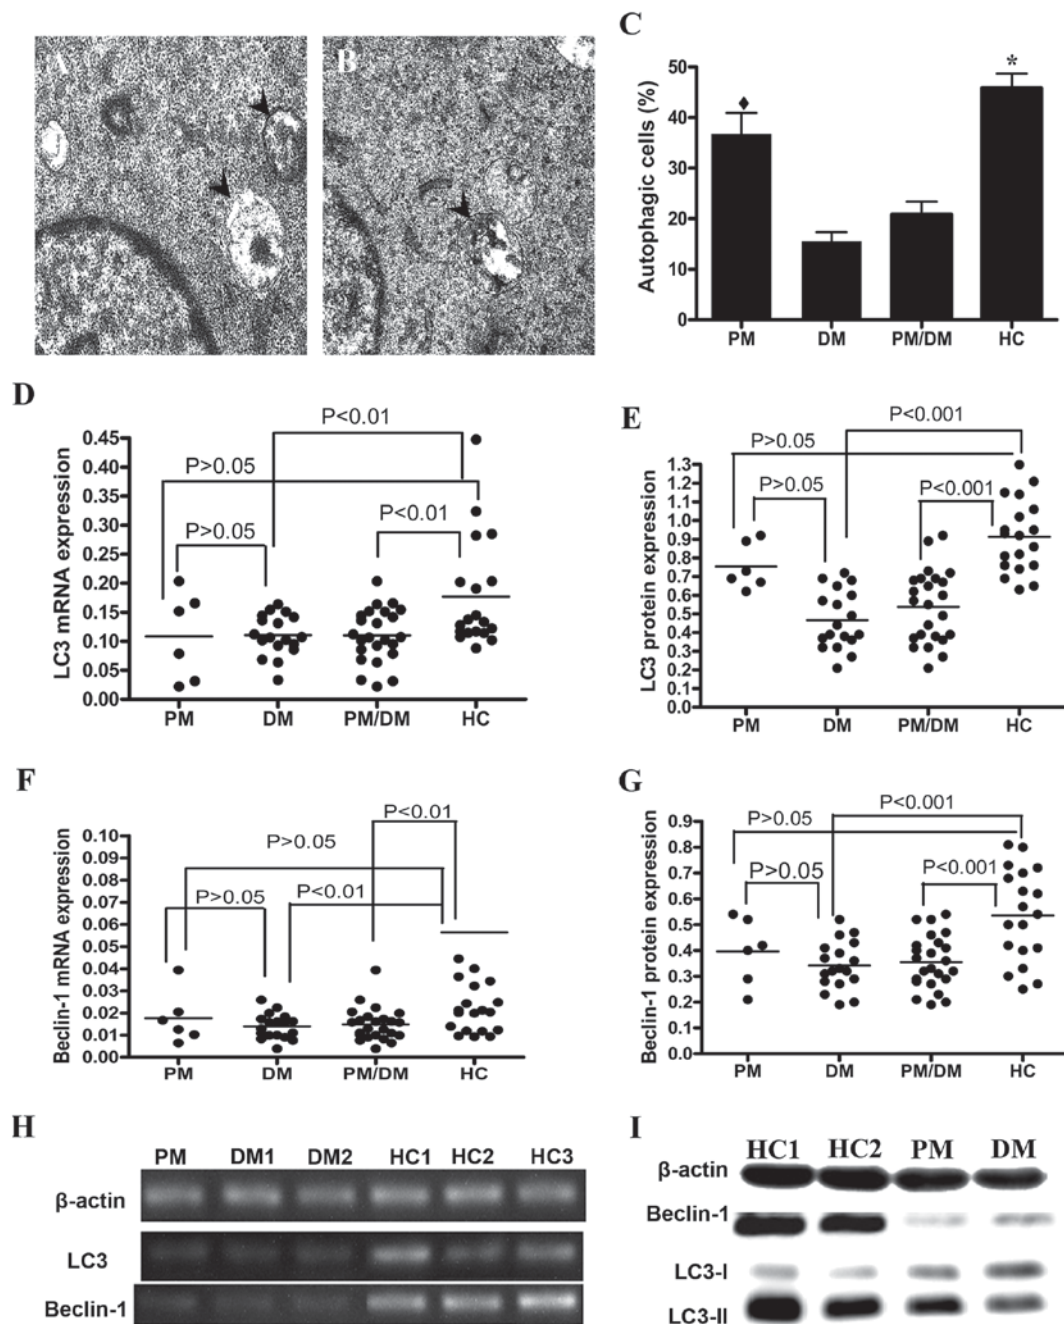 A
B
C
Autophagic cells (%)
50
40
30
20
10
0
♦
*
PM DM PM/DM HC
D
LC3 mRNA expression
0.45
0.40
0.35
0.30
0.25
0.20
0.15
0.10
0.05
0.00
P<0.01
P>0.05
P<0.01
P>0.05
PM DM PM/DM HC
E
LC3 protein expression
1.3
1.2
1.1
1.0
0.9
0.8
0.7
0.6
0.5
0.4
0.3
0.2
0.1
0.0
P<0.001
P>0.05
P>0.05
P<0.001
PM DM PM/DM HC
F
Beclin-1 mRNA expression
0.10
0.09
0.08
0.07
0.06
0.05
0.04
0.03
0.02
0.01
0.00
P<0.01
P>0.05
P>0.05
P<0.01
PM DM PM/DM HC
G
Beclin-1 protein expression
0.9
0.8
0.7
0.6
0.5
0.4
0.3
0.2
0.1
0.0
P<0.001
P>0.05
P>0.05
P<0.001
PM DM PM/DM HC
H
PM DM1 DM2 HC1 HC2 HC3
β-actin
LC3
Beclin-1
I
HC1 HC2 PM DM
β-actin
Beclin-1
LC3-I
LC3-II